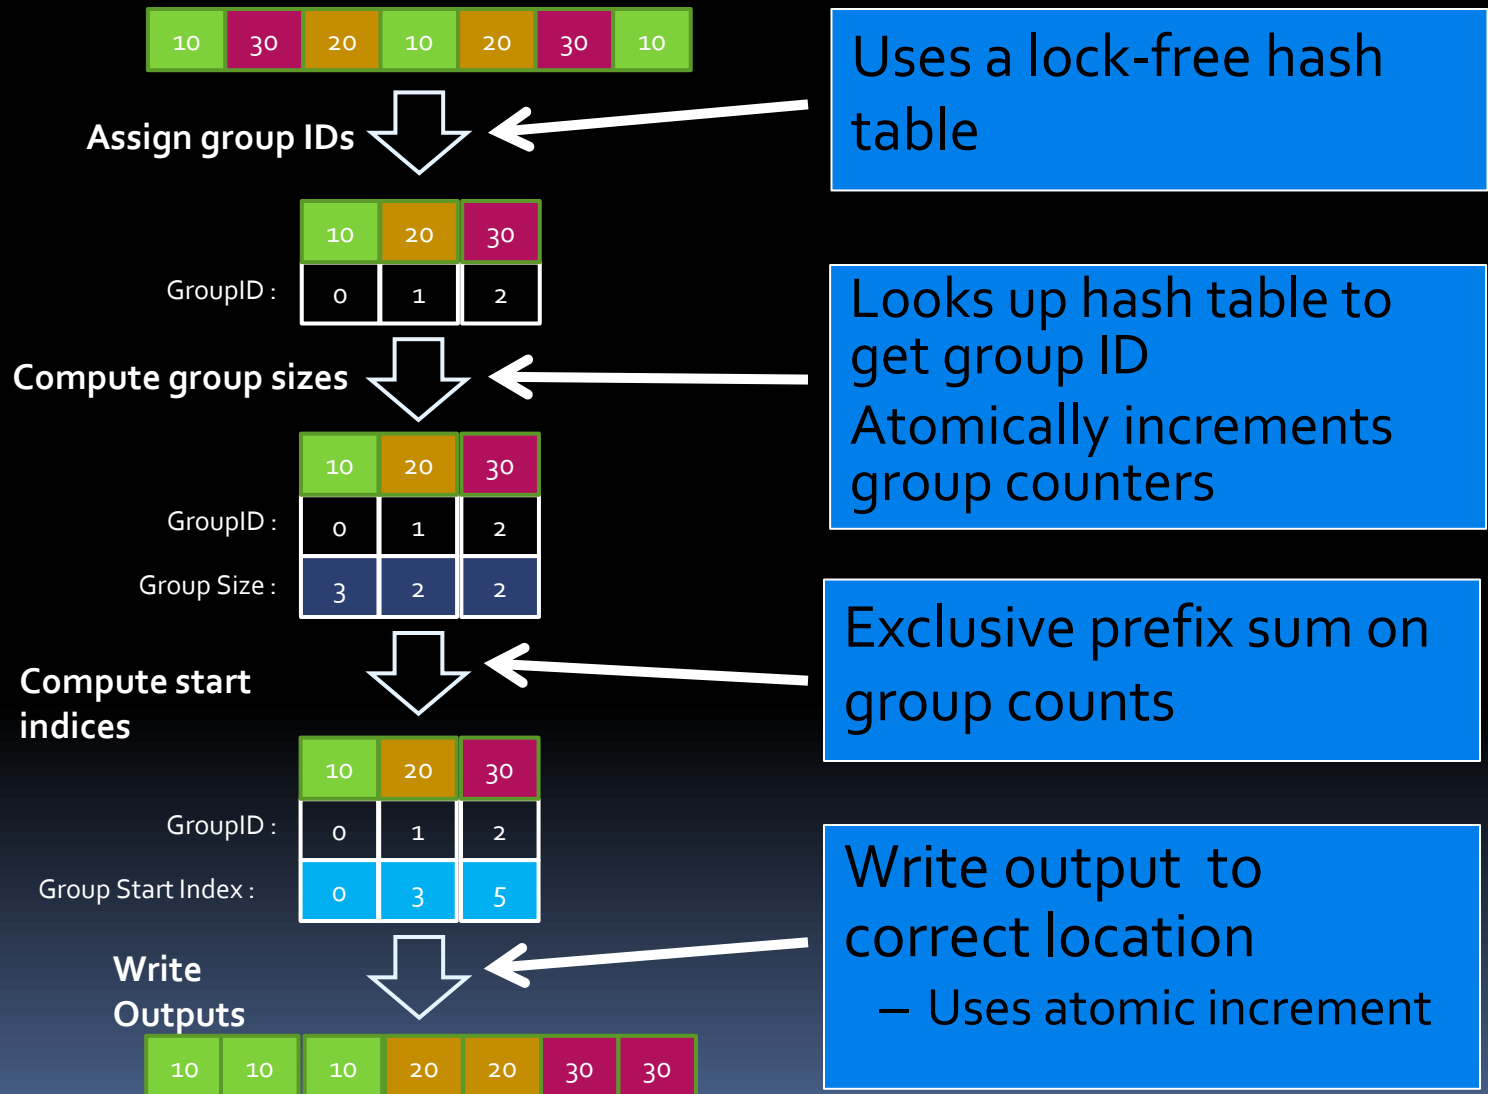 10 30 20 10 20 30 10
Uses a lock-free hash
table
Assign group IDs
10 20 30
GroupID : 0 1 2
Looks up hash table to
get group ID
Atomically increments
group counters
Compute group sizes
10 20 30
GroupID : 0 1 2
Group Size : 3 2 2
Exclusive prefix sum on
group counts
Compute start
indices
10 20 30
GroupID : 0 1 2
Group Start Index : 0 3 5
Write output to
correct location
– Uses atomic increment
Write
Outputs
10 10 10 20 20 30 30